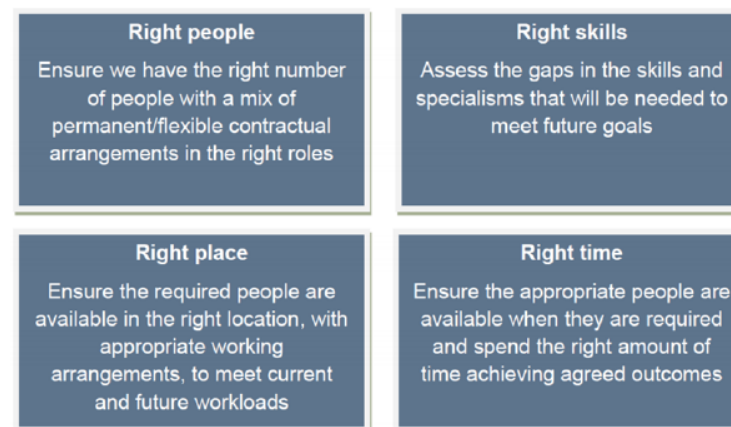 Right people
Ensure we have the right number
of people with a mix of
permanent/flexible contractual
arrangements in the right roles
Right skills
Assess the gaps in the skills and
specialisms that will be needed to
meet future goals
Right place
Ensure the required people are
available in the right location, with
appropriate working
arrangements, to meet current
and future workloads
Right time
Ensure the appropriate people are
available when they are required
and spend the right amount of
time achieving agreed outcomes